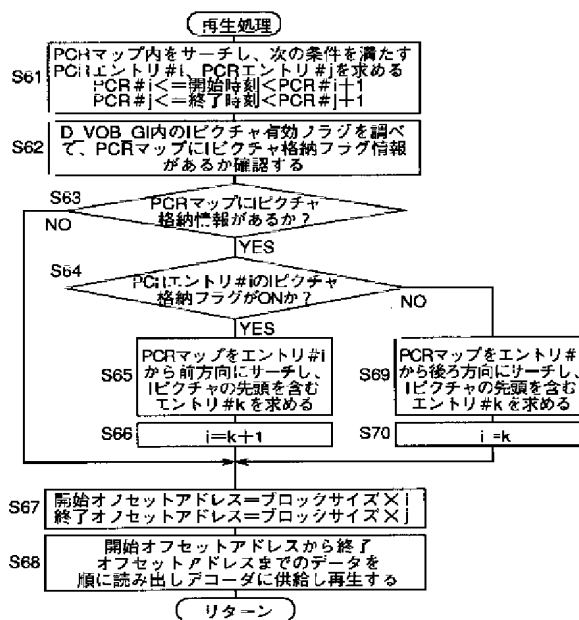 再生処理
S61
PCRマップ内をサーチし、次の条件を満たす
PCRエントリ#i、PCRエントリ#jを求める
PCR#i<=開始時刻<PCR#i+1
PCR#j<=終了時刻<PCR#j+1
S62
D_VOB_GI内のIピクチャ有効フラグを調べ
て、PCRマップにIピクチャ格納フラグ情報
があるか確認する
S63
PCRマップにIピクチャ
格納情報があるか？
NO
YES
S64
PCRエントリ#iのIピクチャ
格納フラグがONか？
NO
YES
S65
PCRマップをエントリ#i
から前方向にサーチし、
Iピクチャの先頭を含む
エントリ#kを求める
S66
i=k+1
S69
PCRマップをエントリ#
から後ろ方向にサーチし、
Iピクチャの先頭を含む
エントリ#kを求める
S70
i=k
S67
開始オフセットアドレス=ブロックサイズ×i
終了オフセットアドレス=ブロックサイズ×j
S68
開始オフセットアドレスから終了
オフセットアドレスまでのデータを
順に読み出しデコーダに供給し再生する
リターン